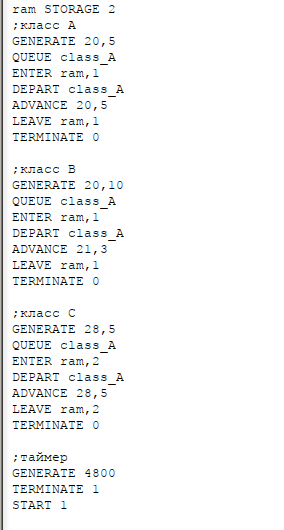 ram STORAGE 2
;класс A
GENERATE 20,5
QUEUE class_A
ENTER ram,1
DEPART class_A
ADVANCE 20,5
LEAVE ram,1
TERMINATE 0
;класс B
GENERATE 20,10
QUEUE class_A
ENTER ram,1
DEPART class_A
ADVANCE 21,3
LEAVE ram,1
TERMINATE 0
;класс C
GENERATE 28,5
QUEUE class_A
ENTER ram,2
DEPART class_A
ADVANCE 28,5
LEAVE ram,2
TERMINATE 0
;таймер
GENERATE 4800
TERMINATE 1
START 1